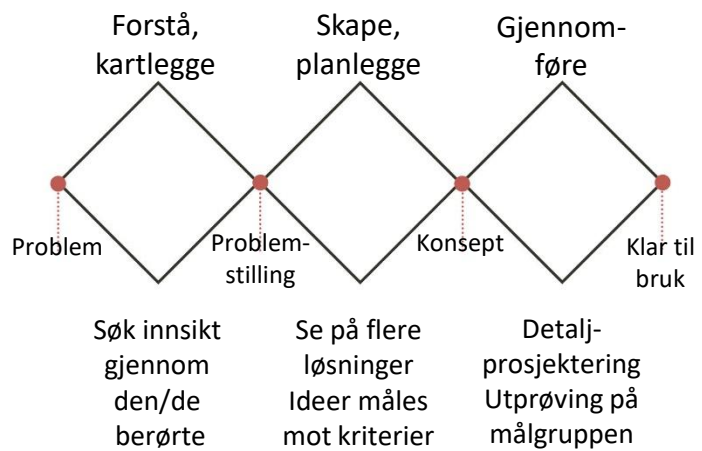 Forstå,
kartlegge
Skape,
planlegge
Gjennom-
føre
Problem
Problem-
stilling
Konsept
Klar til
bruk
Søk innsikt
gjennom
den/de
berørte
Se på flere
løsninger
Ideer måles
mot kriterier
Detalj-
prosjektering
Utprøving på
målgruppen